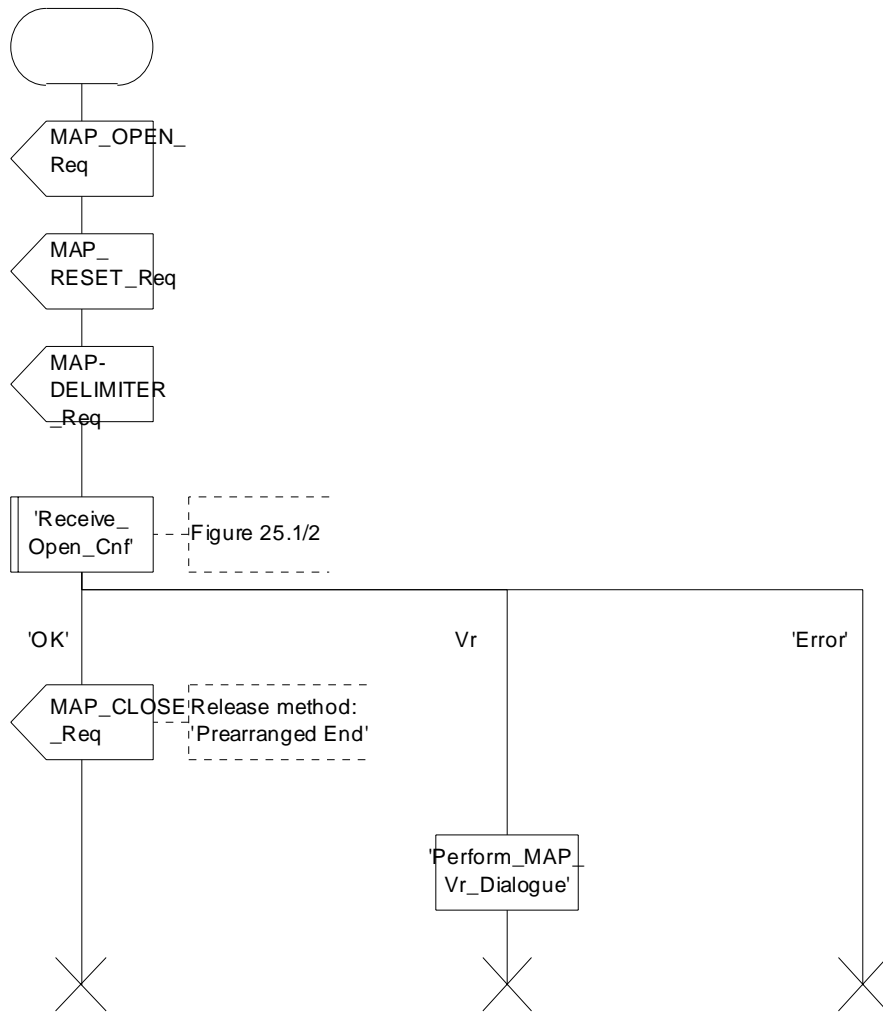 MAP_OPEN_
Req
MAP_
RESET_Req
MAP-
DELIMITER
_Req
'Receive_
Open_Cnf'
Figure 25.1/2
'OK'
Vr
'Error'
MAP_CLOSE
_Req
Release method:
'Prearranged End'
'Perform_MAP_
Vr_Dialogue'